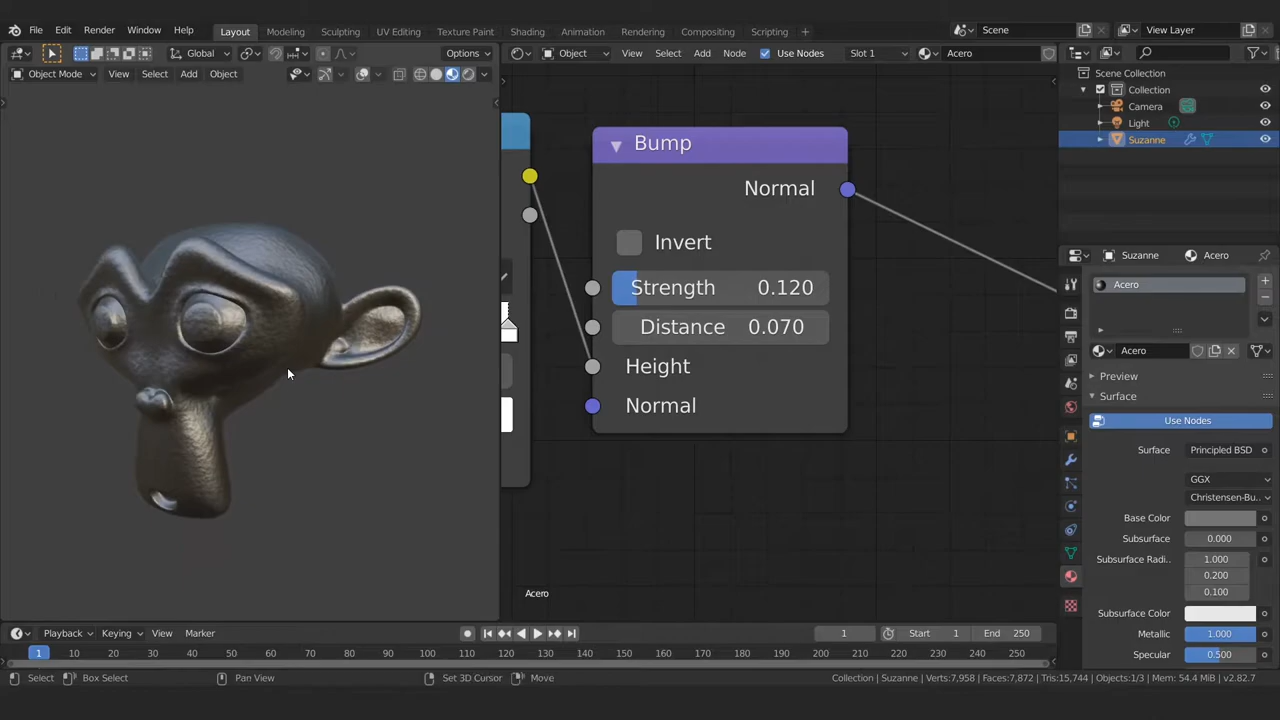 File Edit Render Window Help Layout Modeling Sculpting UV Editing Texture Paint Shading Animation Rendering Compositing Scripting Scene View Layer
Global Options Object View Select Add Node Use Nodes Slot 1 Acero
Object Mode View Select Add Object
Scene Collection
Collection
Camera
Light
Suzanne
Bump
Normal
Invert
Strength 0.120
Distance 0.070
Height
Normal
Acero
Suzanne Acero
Acero
Acero
Preview
Surface
Use Nodes
Surface Principled BSD
GGX
Christensen-Bu..
Base Color
Subsurface 0.000
Subsurface Radi.. 1.000
0.200
0.100
Subsurface Color
Metallic 1.000
Specular 0.500
Playback Keying View Marker 1 Start 1 End 250
1 10 20 30 40 50 60 70 80 90 100 110 120 130 140 150 160 170 180 190 200 210 220 230 240 250
Select Box Select Pan View Set 3D Cursor Move Collection | Suzanne | Verts:7,958 | Faces:7,872 | Tris:15,744 | Objects:1/3 | Mem: 54.4 MiB | v2.82.7